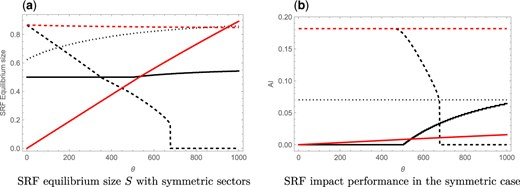 (a)
SRF Equilibrium size
0.8
0.6
0.4
0.2
0.0
0 200 400 600 800 1000
θ
SRF equilibrium size S with symmetric sectors
(b)
AI
0.20
0.15
0.10
0.05
0.00
0 200 400 600 800 1000
θ
SRF impact performance in the symmetric case